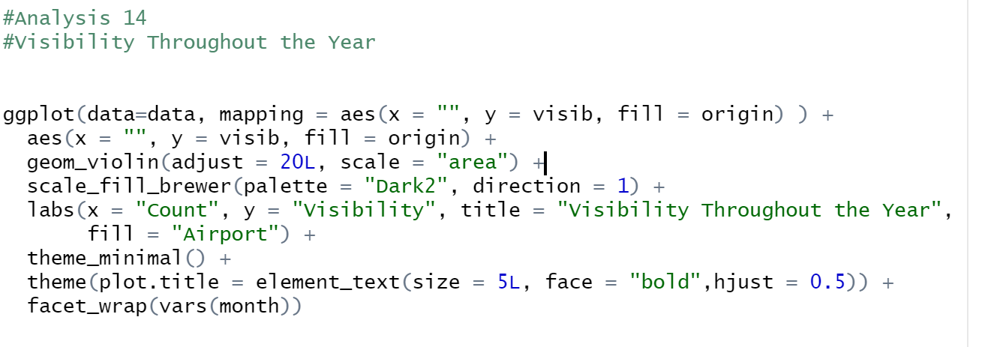 #Analysis 14
#Visibility Throughout the Year
ggplot(data=data, mapping = aes(x = "", y = visib, fill = origin) ) +
  aes(x = "", y = visib, fill = origin) +
  geom_violin(adjust = 20L, scale = "area") +
  scale_fill_brewer(palette = "Dark2", direction = 1) +
  labs(x = "Count", y = "Visibility", title = "Visibility Throughout the Year",
       fill = "Airport") +
  theme_minimal() +
  theme(plot.title = element_text(size = 5L, face = "bold",hjust = 0.5)) +
  facet_wrap(vars(month))